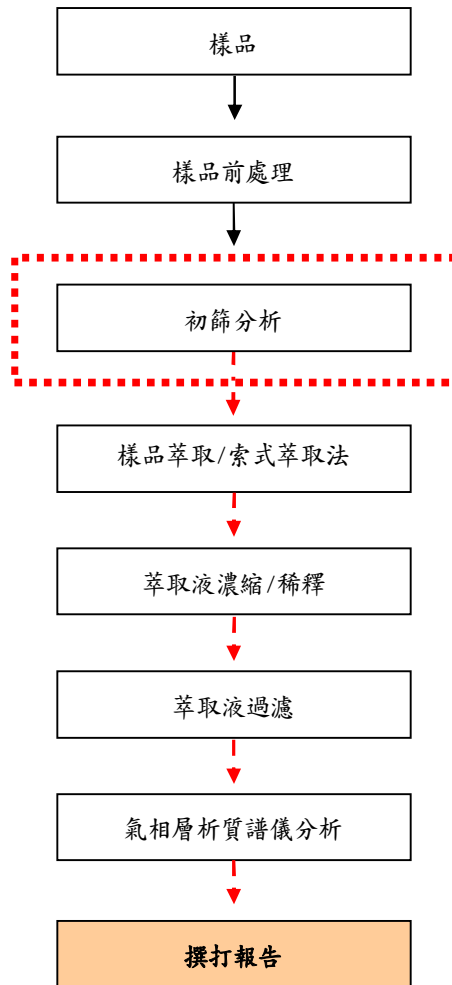 樣品
樣品前處理
初篩分析
樣品萃取/索式萃取法
萃取液濃縮/稀釋
萃取液過濾
氣相層析質譜儀分析
撰打報告